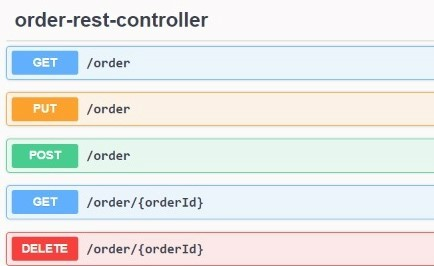 order-rest-controller
GET /order
PUT /order
POST /order
GET /order/{orderId}
DELETE /order/{orderId}